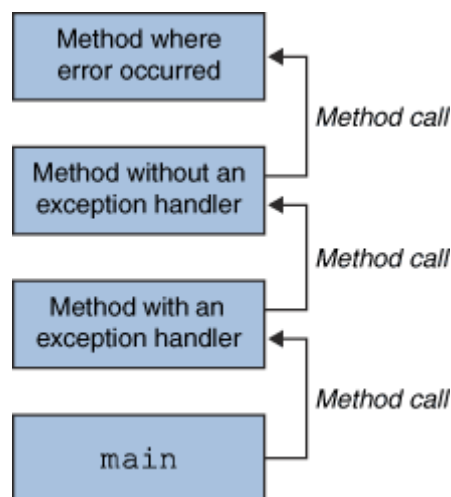 Method where
error occurred
Method call
Method without an
exception handler
Method call
Method with an
exception handler
Method call
main